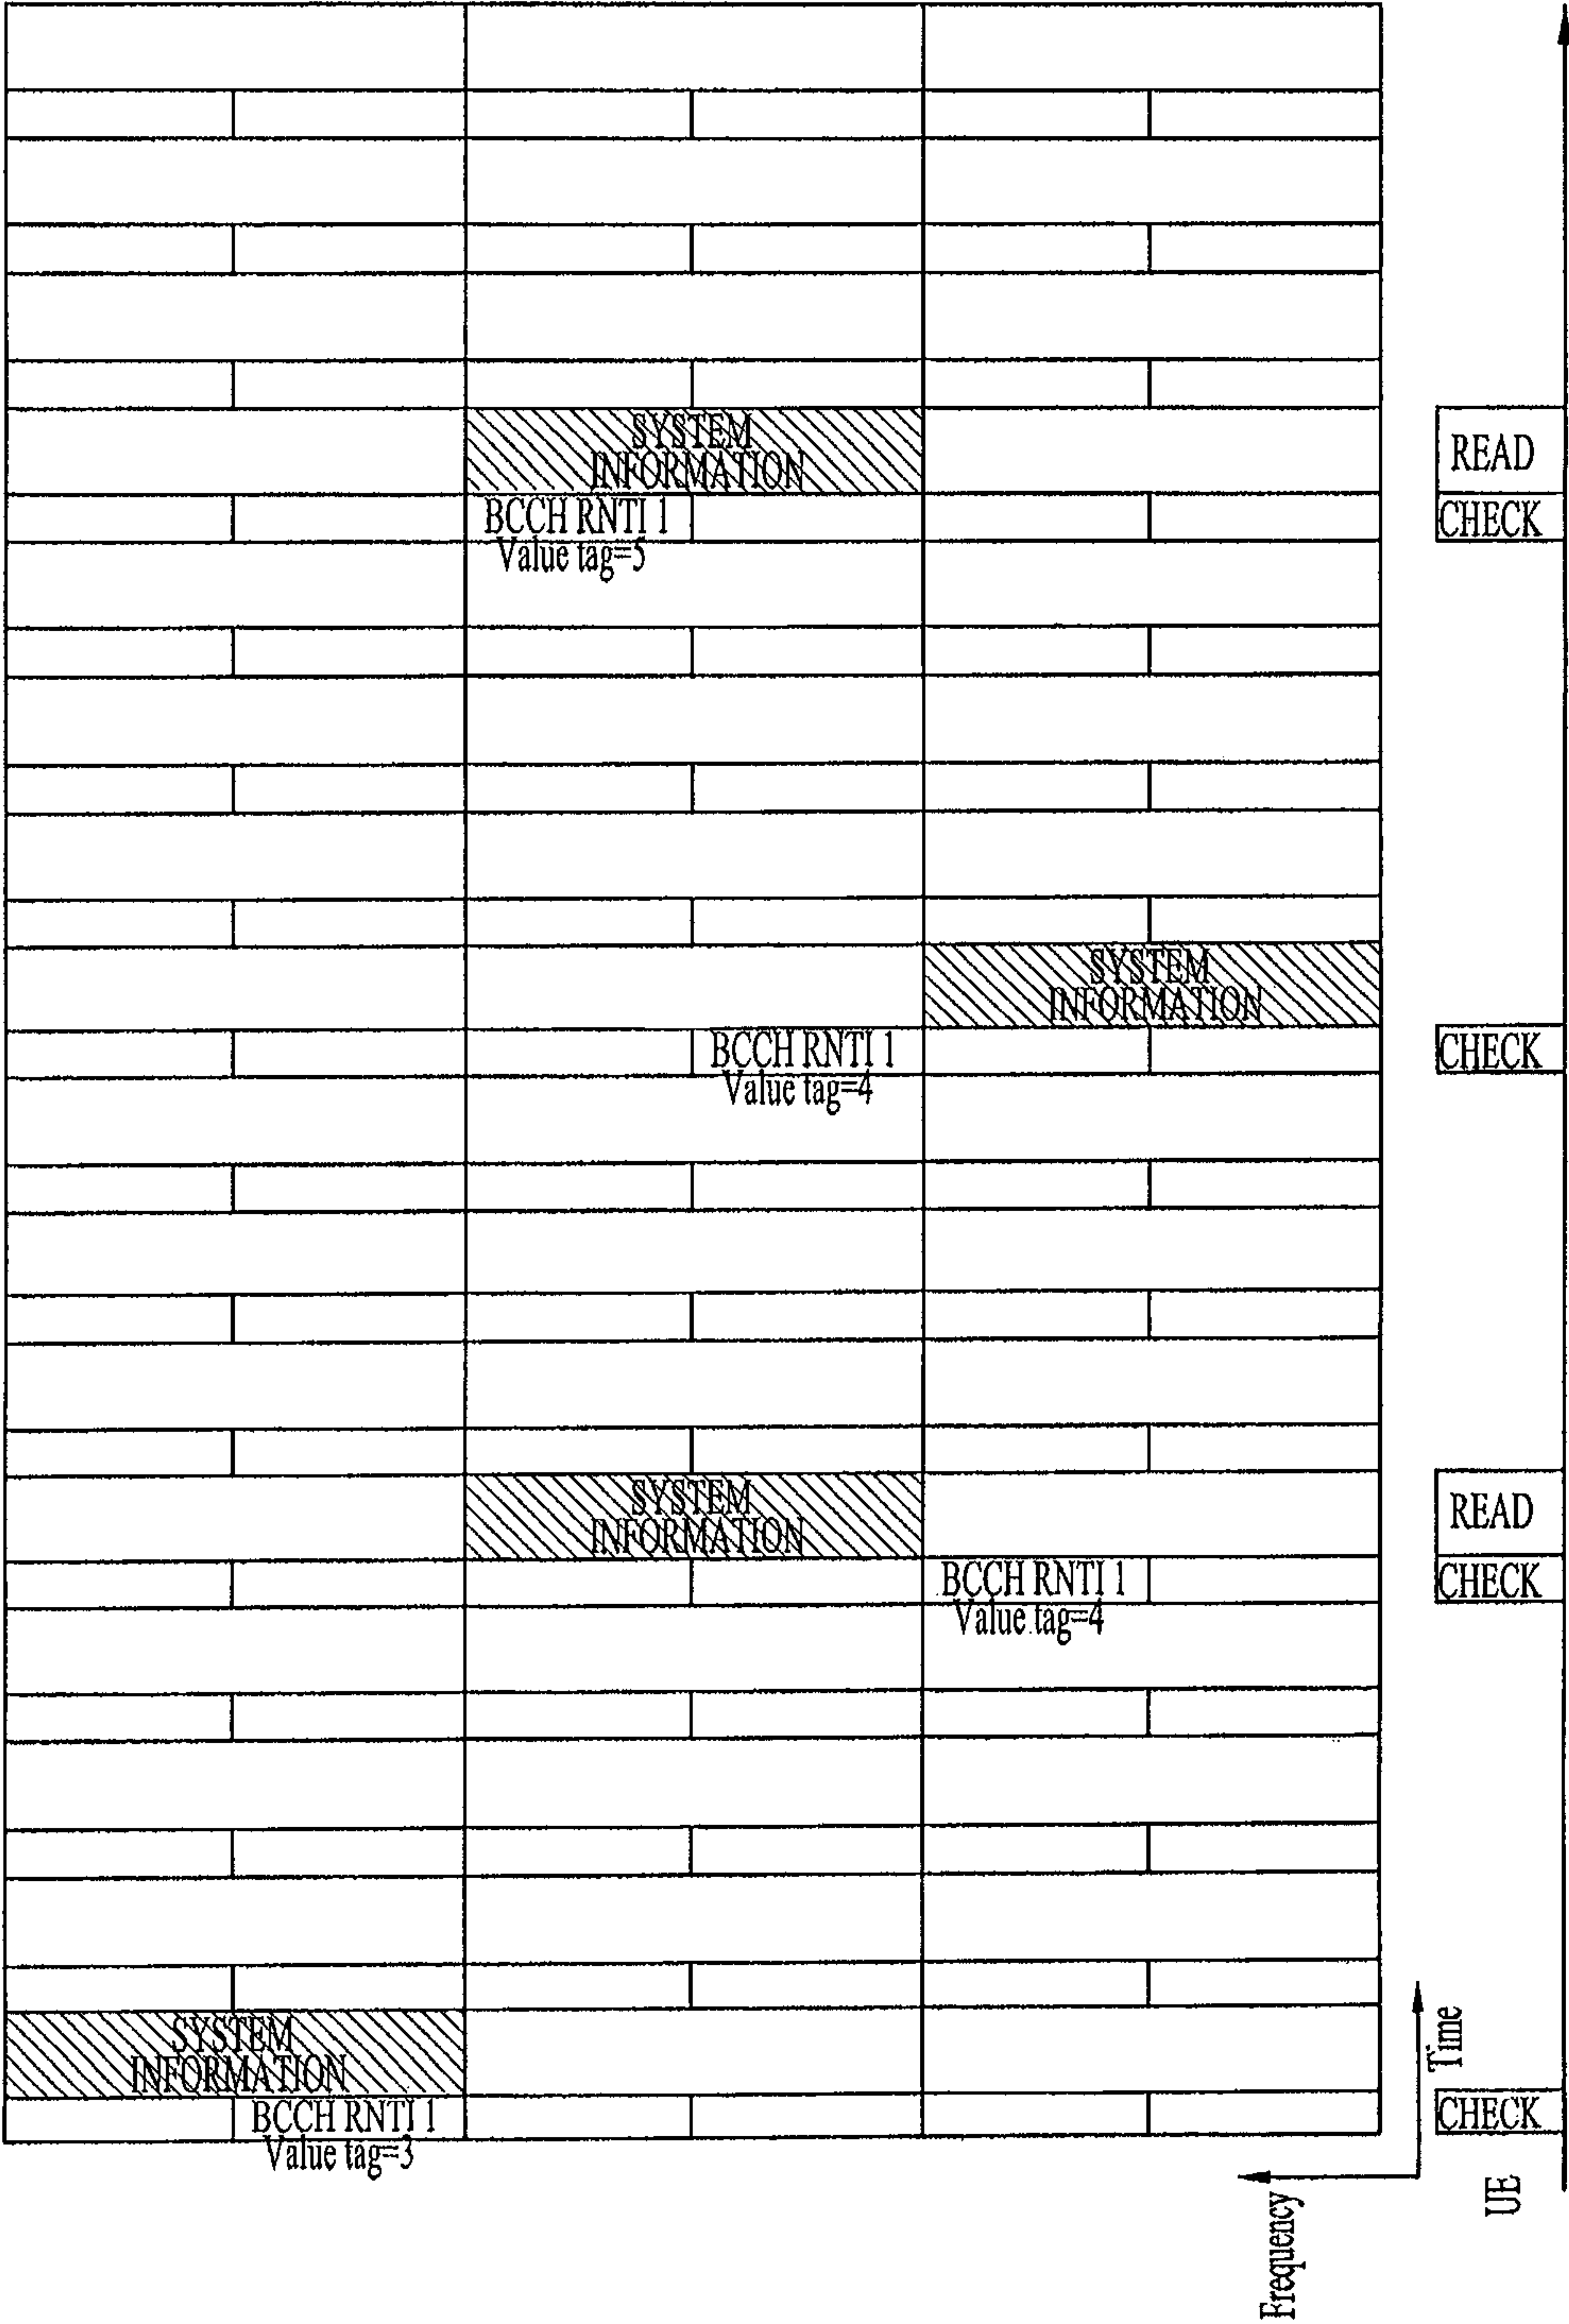 SYSTEM
INFORMATION
READ
BCCH RNTI 1
Value tag=5
CHECK
SYSTEM
INFORMATION
BCCH RNTI 1
Value tag=4
CHECK
SYSTEM
INFORMATION
READ
BCCH RNTI 1
Value tag=4
CHECK
SYSTEM
INFORMATION
Time
BCCH RNTI 1
Value tag=3
CHECK
UE
Frequency